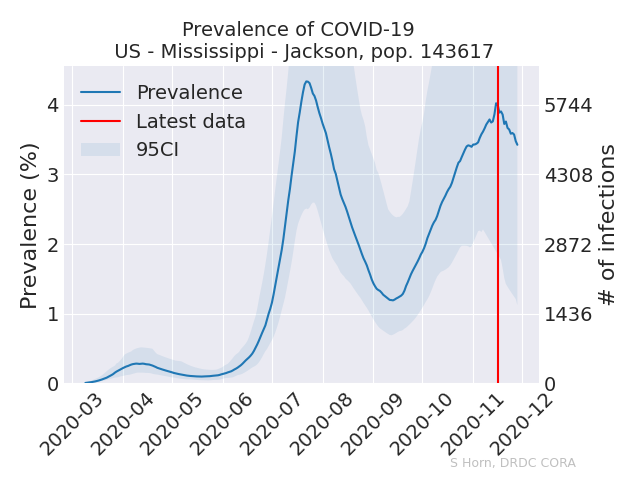 Prevalence of COVID-19
US - Mississippi - Jackson, pop. 143617
Prevalence
Latest data
95CI
Prevalence (%)
4
3
2
1
0
5744
4308
2872
1436
0
# of infections
2020-03
2020-04
2020-05
2020-06
2020-07
2020-08
2020-09
2020-10
2020-11
2020-12
S Horn, DRDC CORA